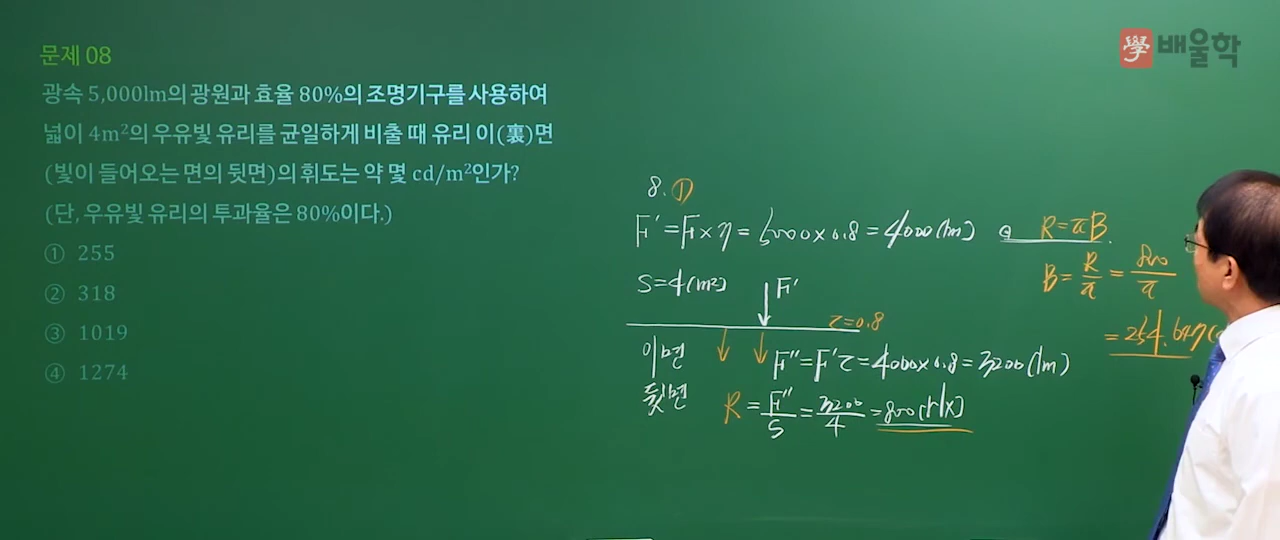 學 배울학
문제 08
광속 5,000lm의 광원과 효율 80%의 조명기구를 사용하여
넓이 4m²의 우윳빛 유리를 균일하게 비출 때 유리 이(裏)면
(빛이 들어오는 면의 뒷면)의 휘도는 약 몇 cd/m²인가?
(단, 우윳빛 유리의 투과율은 80%이다.)
① 255
② 318
③ 1019
④ 1274
8. ①
F' = F × η = 5000 × 0.8 = 4000 (lm)
S = 4 (m²)
F'
τ = 0.8
이면
뒷면
F'' = F'τ = 4000 × 0.8 = 3200 (lm)
R = F''/S = 3200/4 = 800 [rlx]
R = πB
B = R/π = 800/π
= 254.647